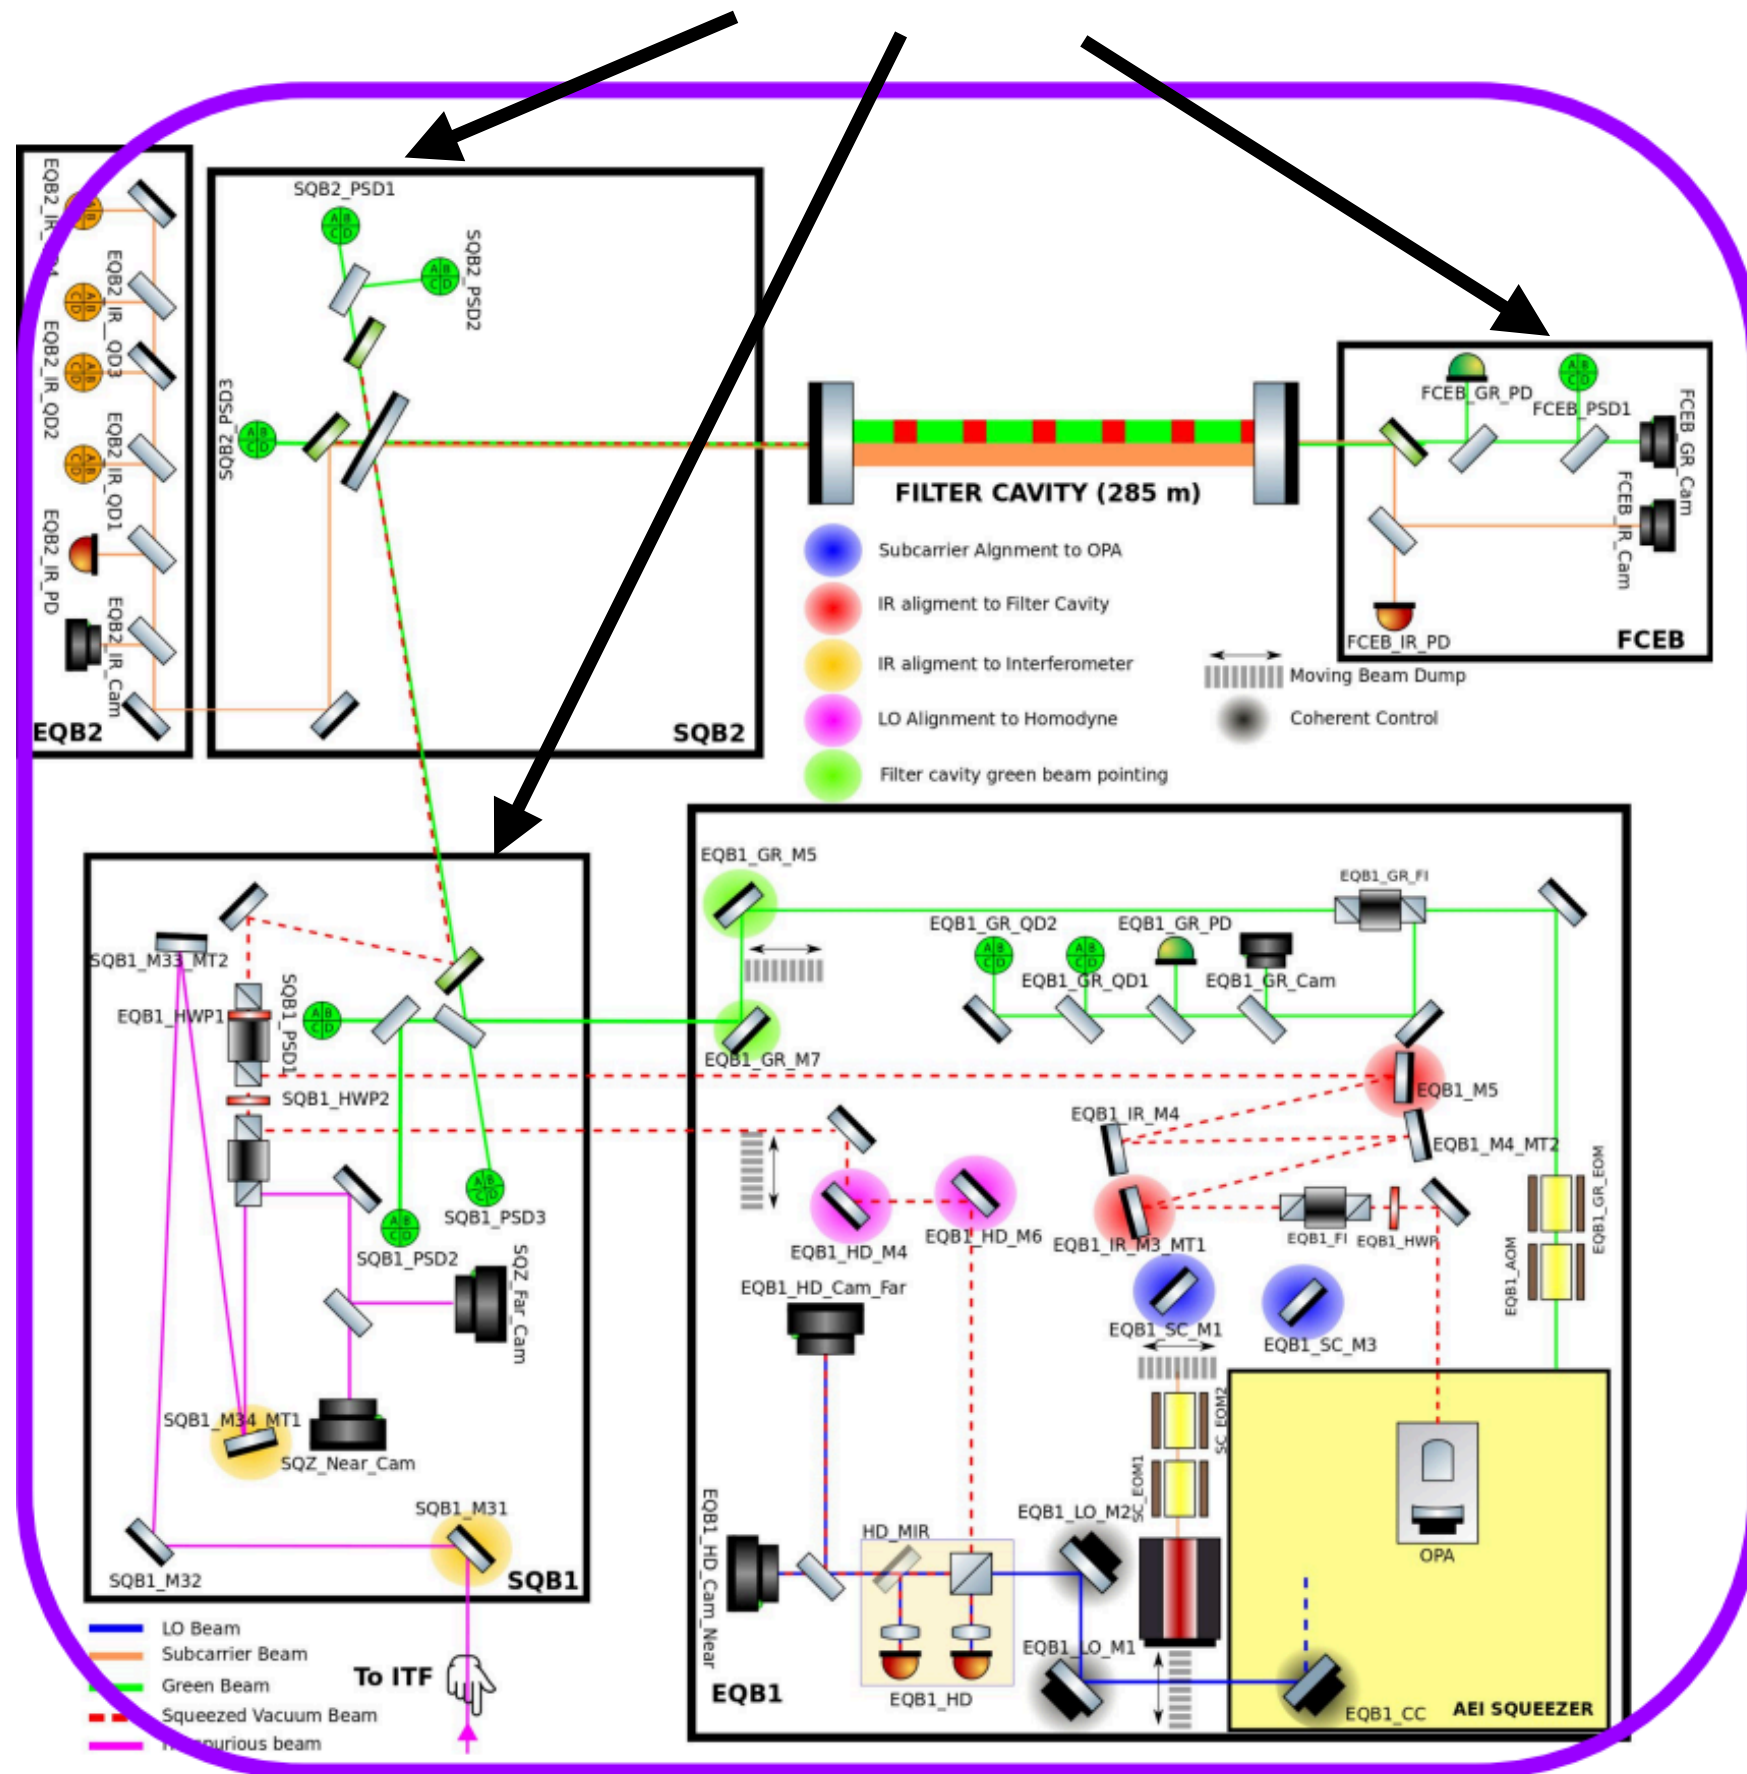 SQB2_PSD1
SQB2_PSD2
SQB2_PSD3
SQB2
EQB2_IR_
EQB2_IR_QD3
EQB2_IR_QD2
EQB2_IR_QD1
EQB2_IR_PD
EQB2_IR_Cam
EQB2
FILTER CAVITY (285 m)
FCEB_GR_PD
FCEB_PSD1
FCEB_GR_Cam
FCEB_IR_Cam
FCEB_IR_PD
FCEB
Subcarrier Algnment to OPA
IR aligment to Filter Cavity
IR aligment to Interferometer
LO Alignment to Homodyne
Filter cavity green beam pointing
Moving Beam Dump
Coherent Control
SQB1_M33_MT2
EQB1_HWP1
SQB1_PSD1
SQB1_HWP2
SQB1_PSD3
SQB1_PSD2
SQZ_Far_Cam
SQB1_M34_MT1
SQZ_Near_Cam
SQB1_M31
SQB1_M32
SQB1
EQB1_GR_M5
EQB1_GR_FI
EQB1_GR_QD2
EQB1_GR_PD
EQB1_GR_QD1
EQB1_GR_Cam
EQB1_GR_M7
EQB1_M5
EQB1_IR_M4
EQB1_M4_MT2
EQB1_HD_M4
EQB1_HD_M6
EQB1_IR_M3_MT1
EQB1_FI
EQB1_HWP
EQB1_GR_EOM
EQB1_AOM
EQB1_HD_Cam_Far
EQB1_SC_M1
EQB1_SC_M3
SC_EOM2
SC_EOM1
EQB1_HD_Cam_Near
HD_MIR
EQB1_LO_M2
OPA
EQB1_LO_M1
EQB1_HD
EQB1_CC
AEI SQUEEZER
EQB1
LO Beam
Subcarrier Beam
Green Beam
Squeezed Vacuum Beam
purious beam
To ITF